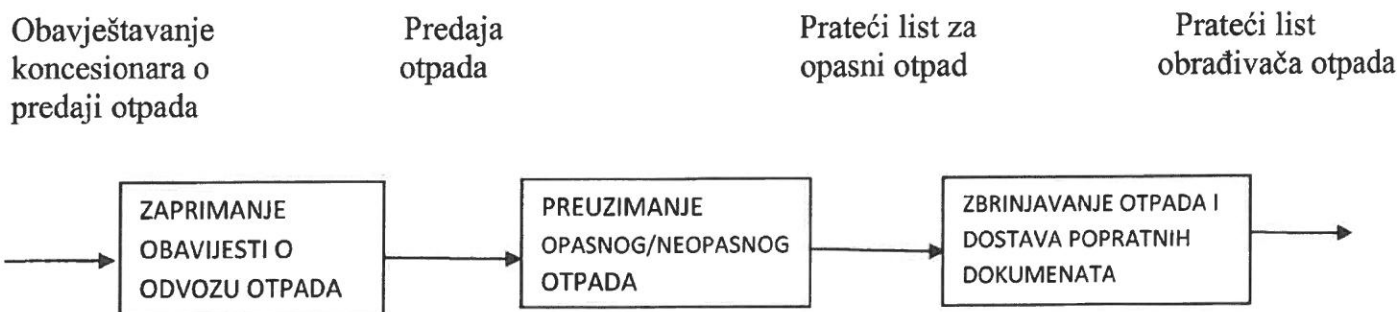 Obavještavanje
koncesionara o
predaji otpada
Predaja
otpada
Prateći list za
opasni otpad
Prateći list
obrađivača otpada
ZAPRIMANJE
OBAVIJESTI O
ODVOZU OTPADA
PREUZIMANJE
OPASNOG/NEOPASNOG
OTPADA
ZBRINJAVANJE OTPADA I
DOSTAVA POPRATNIH
DOKUMENATA